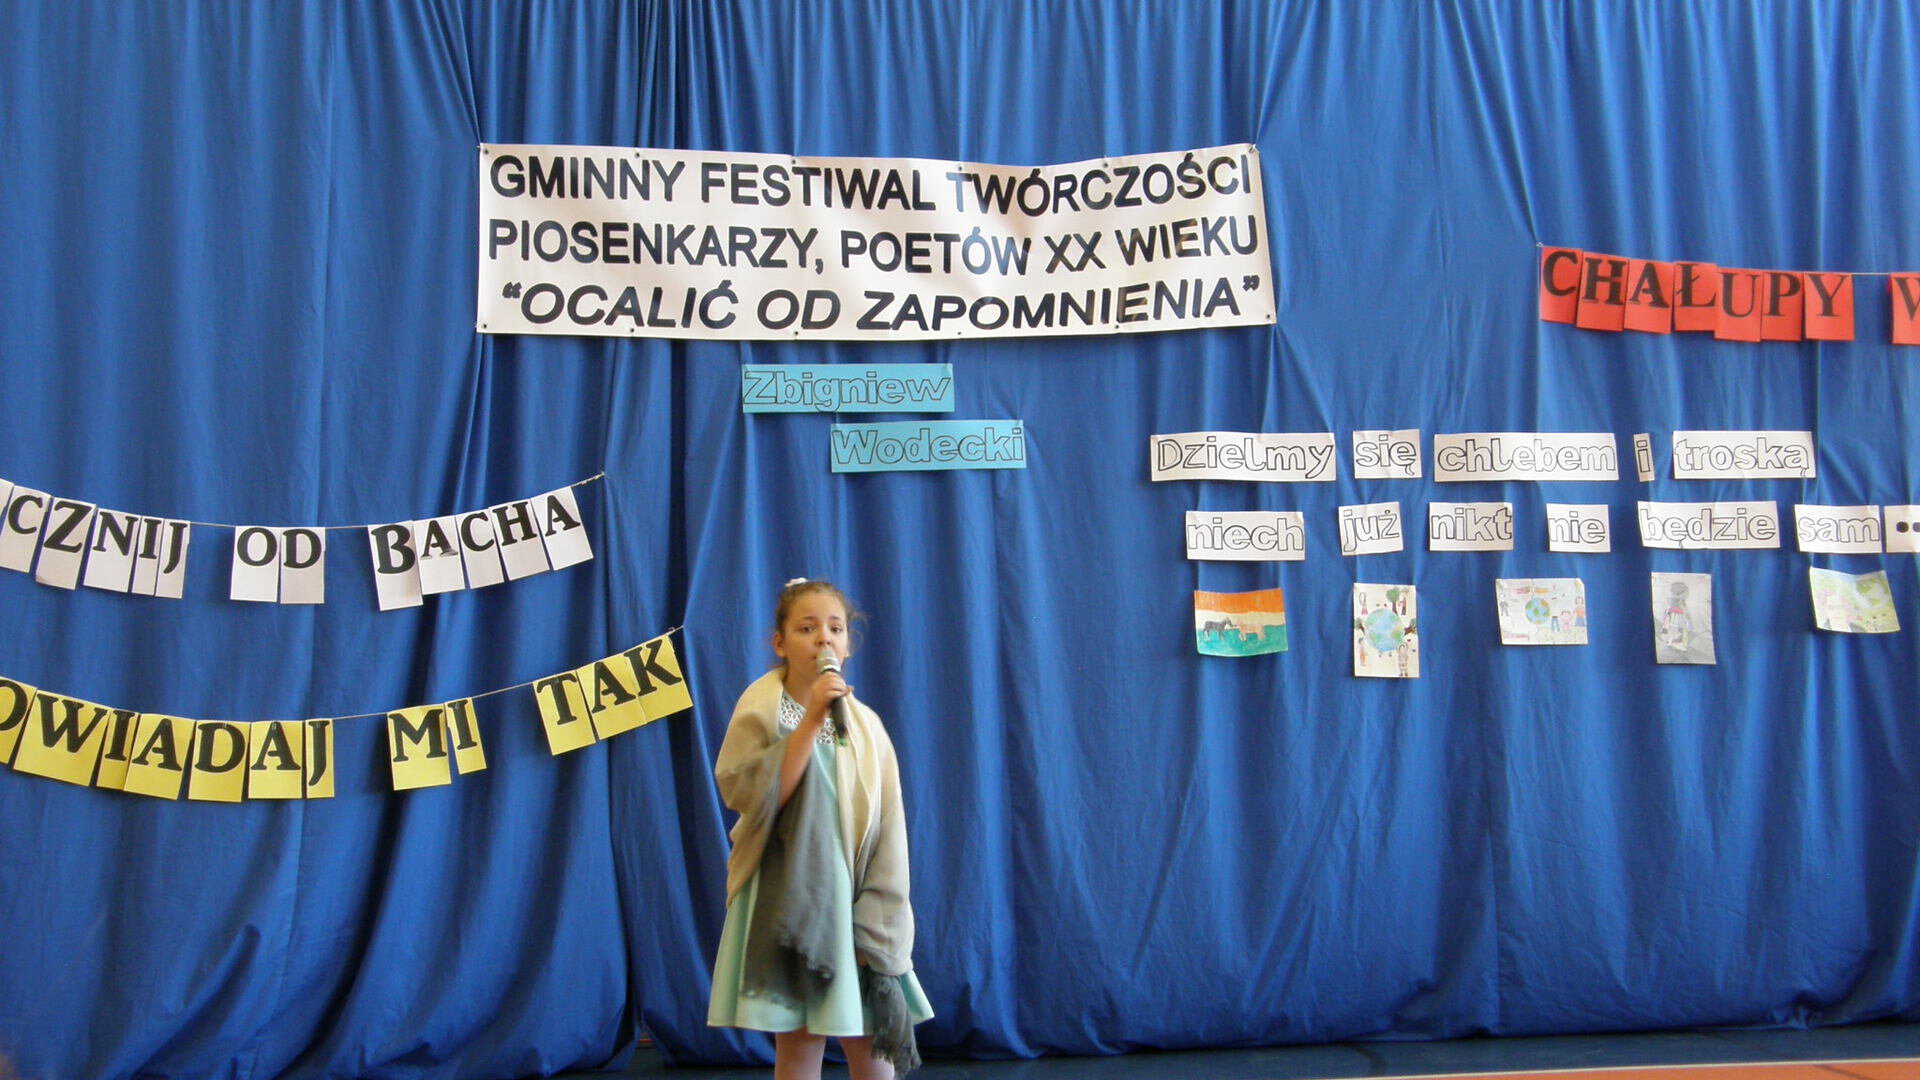 GMINNY FESTIWAL TWÓRCZOŚCI
PIOSENKARZY, POETÓW XX WIEKU
"OCALIĆ OD ZAPOMNIENIA"
Zbigniew
Wodecki
CHAŁUPY W
Dzielmy się chlebem i troską
niech już nikt nie będzie sam..
CZNIJ OD BACHA
OWIADAJ MI TAK